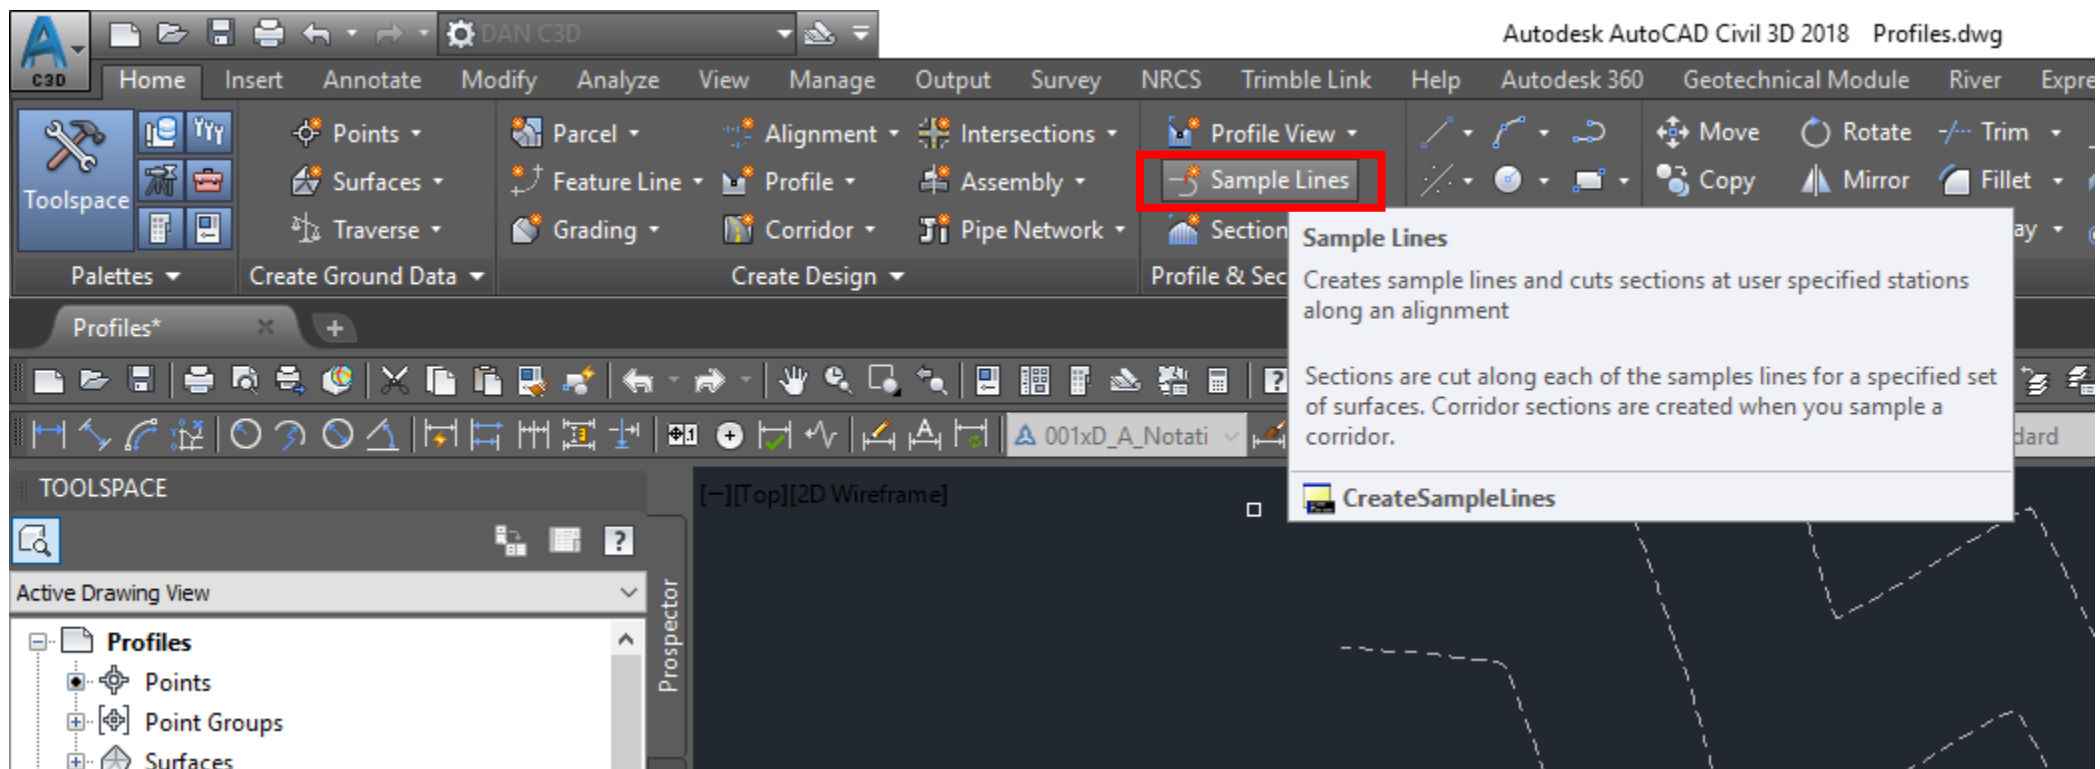 DAN C3D
Autodesk AutoCAD Civil 3D 2018 Profiles.dwg
C3D
Home Insert Annotate Modify Analyze View Manage Output Survey NRCS Trimble Link Help Autodesk 360 Geotechnical Module River Expre
Toolspace
Points Parcel Alignment Intersections Profile View Move Rotate Trim
Surfaces Feature Line Profile Assembly Sample Lines Copy Mirror Fillet
Traverse Grading Corridor Pipe Network Section ay
Palettes Create Ground Data Create Design Profile & Sec
Sample Lines
Creates sample lines and cuts sections at user specified stations
along an alignment
Sections are cut along each of the samples lines for a specified set
of surfaces. Corridor sections are created when you sample a
corridor.
CreateSampleLines
Profiles*
001xD_A_Notati
dard
TOOLSPACE
[−][Top][2D Wireframe]
Active Drawing View
Prospector
Profiles
Points
Point Groups
Surfaces